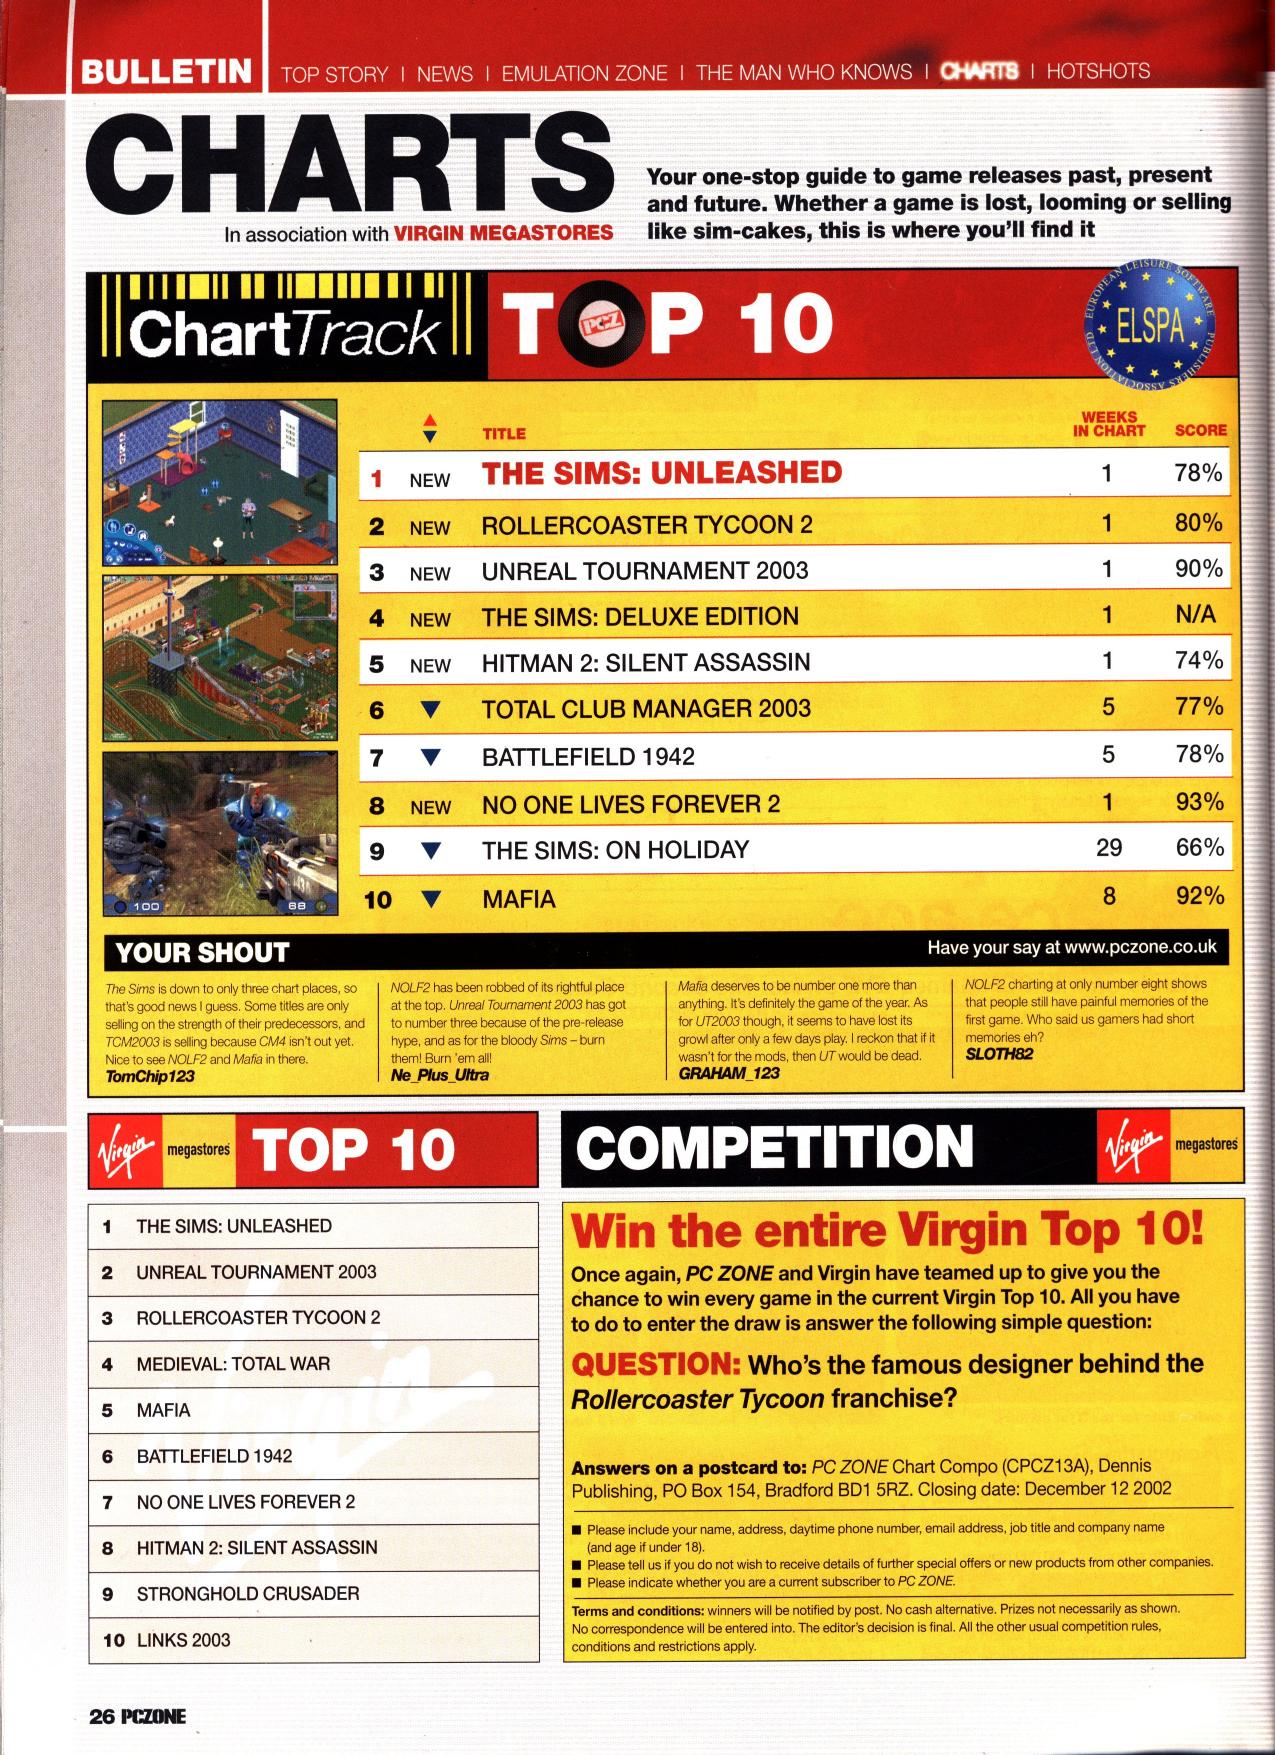 BULLETIN
TOP STORY | NEWS | EMULATION ZONE | THE MAN WHO KNOWS | CHARTS | HOTSHOTS
CHARTS
In association with VIRGIN MEGASTORES
Your one-stop guide to game releases past, present
and future. Whether a game is lost, looming or selling
like sim-cakes, this is where you'll find it
ChartTrack
TOP 10
PCZ
EUROPEAN LEISURE SOFTWARE PUBLISHERS ASSOCIATION LTD
ELSPA
▲▼ TITLE WEEKS IN CHART SCORE
1 NEW THE SIMS: UNLEASHED 1 78%
2 NEW ROLLERCOASTER TYCOON 2 1 80%
3 NEW UNREAL TOURNAMENT 2003 1 90%
4 NEW THE SIMS: DELUXE EDITION 1 N/A
5 NEW HITMAN 2: SILENT ASSASSIN 1 74%
6 ▼ TOTAL CLUB MANAGER 2003 5 77%
7 ▼ BATTLEFIELD 1942 5 78%
8 NEW NO ONE LIVES FOREVER 2 1 93%
9 ▼ THE SIMS: ON HOLIDAY 29 66%
10 ▼ MAFIA 8 92%
100
68
YOUR SHOUT
Have your say at www.pczone.co.uk
The Sims is down to only three chart places, so
that's good news I guess. Some titles are only
selling on the strength of their predecessors, and
TCM2003 is selling because CM4 isn't out yet.
Nice to see NOLF2 and Mafia in there.
TomChip123
NOLF2 has been robbed of its rightful place
at the top. Unreal Tournament 2003 has got
to number three because of the pre-release
hype, and as for the bloody Sims – burn
them! Burn 'em all!
Ne_Plus_Ultra
Mafia deserves to be number one more than
anything. It's definitely the game of the year. As
for UT2003 though, it seems to have lost its
growl after only a few days play. I reckon that if it
wasn't for the mods, then UT would be dead.
GRAHAM_123
NOLF2 charting at only number eight shows
that people still have painful memories of the
first game. Who said us gamers had short
memories eh?
SLOTH82
Virgin megastores TOP 10
1 THE SIMS: UNLEASHED
2 UNREAL TOURNAMENT 2003
3 ROLLERCOASTER TYCOON 2
4 MEDIEVAL: TOTAL WAR
5 MAFIA
6 BATTLEFIELD 1942
7 NO ONE LIVES FOREVER 2
8 HITMAN 2: SILENT ASSASSIN
9 STRONGHOLD CRUSADER
10 LINKS 2003
COMPETITION
Virgin megastores
Win the entire Virgin Top 10!
Once again, PC ZONE and Virgin have teamed up to give you the
chance to win every game in the current Virgin Top 10. All you have
to do to enter the draw is answer the following simple question:
QUESTION: Who's the famous designer behind the
Rollercoaster Tycoon franchise?
Answers on a postcard to: PC ZONE Chart Compo (CPCZ13A), Dennis
Publishing, PO Box 154, Bradford BD1 5RZ. Closing date: December 12 2002
■ Please include your name, address, daytime phone number, email address, job title and company name
(and age if under 18).
■ Please tell us if you do not wish to receive details of further special offers or new products from other companies.
■ Please indicate whether you are a current subscriber to PC ZONE.
Terms and conditions: winners will be notified by post. No cash alternative. Prizes not necessarily as shown.
No correspondence will be entered into. The editor's decision is final. All the other usual competition rules,
conditions and restrictions apply.
26 PCZONE